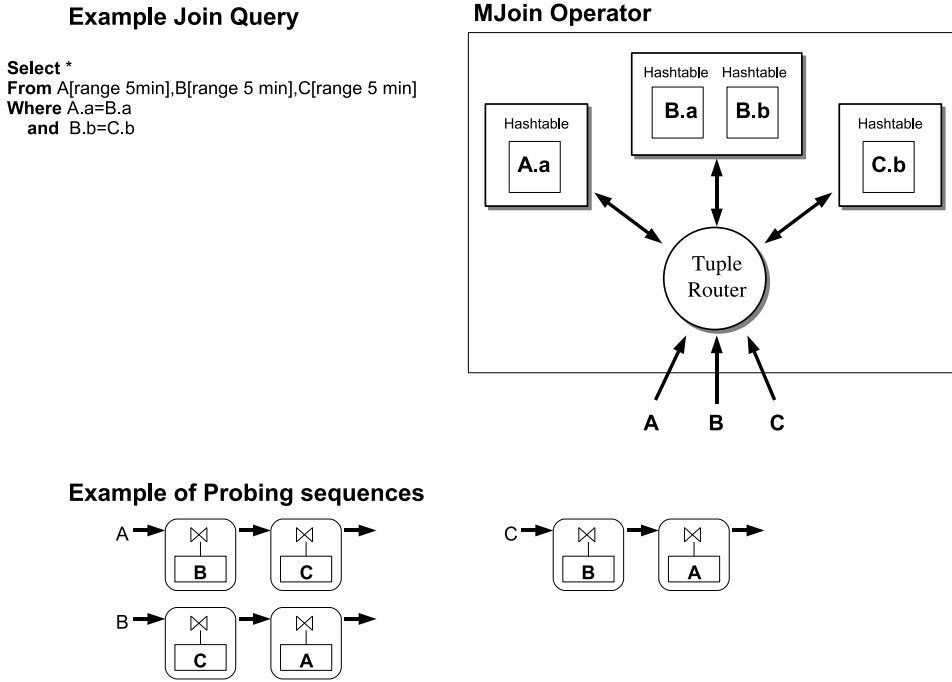 Example Join Query
Select *
From A[range 5min],B[range 5 min],C[range 5 min]
Where A.a=B.a
and B.b=C.b
MJoin Operator
Hashtable
A.a
Hashtable Hashtable
B.a B.b
Hashtable
C.b
Tuple
Router
A B C
Example of Probing sequences
A
B
C
C
B
A
B
C
A